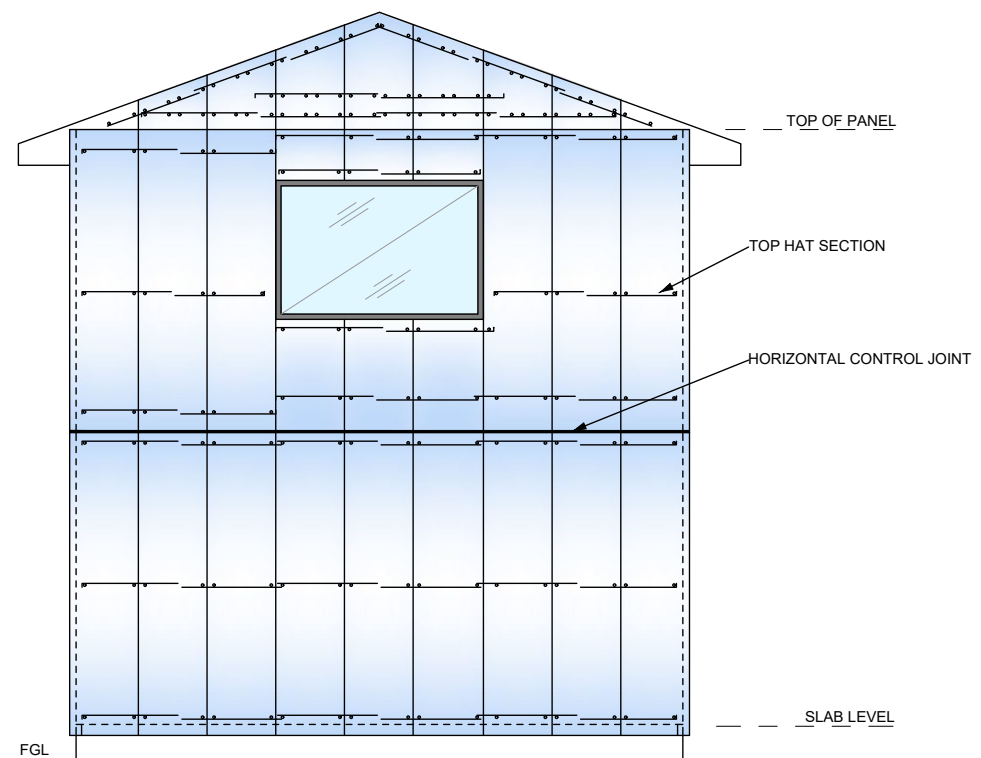 TOP OF PANEL
TOP HAT SECTION
HORIZONTAL CONTROL JOINT
SLAB LEVEL
FGL